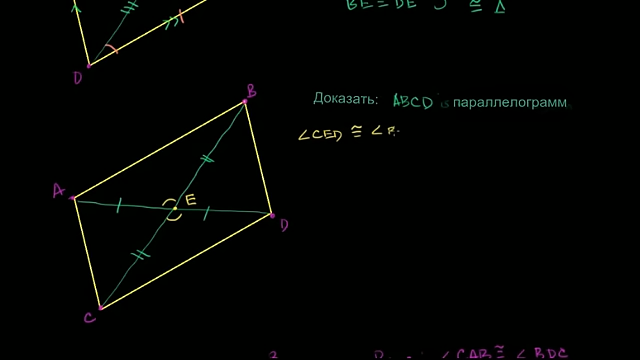 BE = DE ≅ Δ
D
B
Доказать: ABCD is параллелограмм
∠CED ≅ ∠B
A
E
D
C
∠CAB ≅ ∠BDC